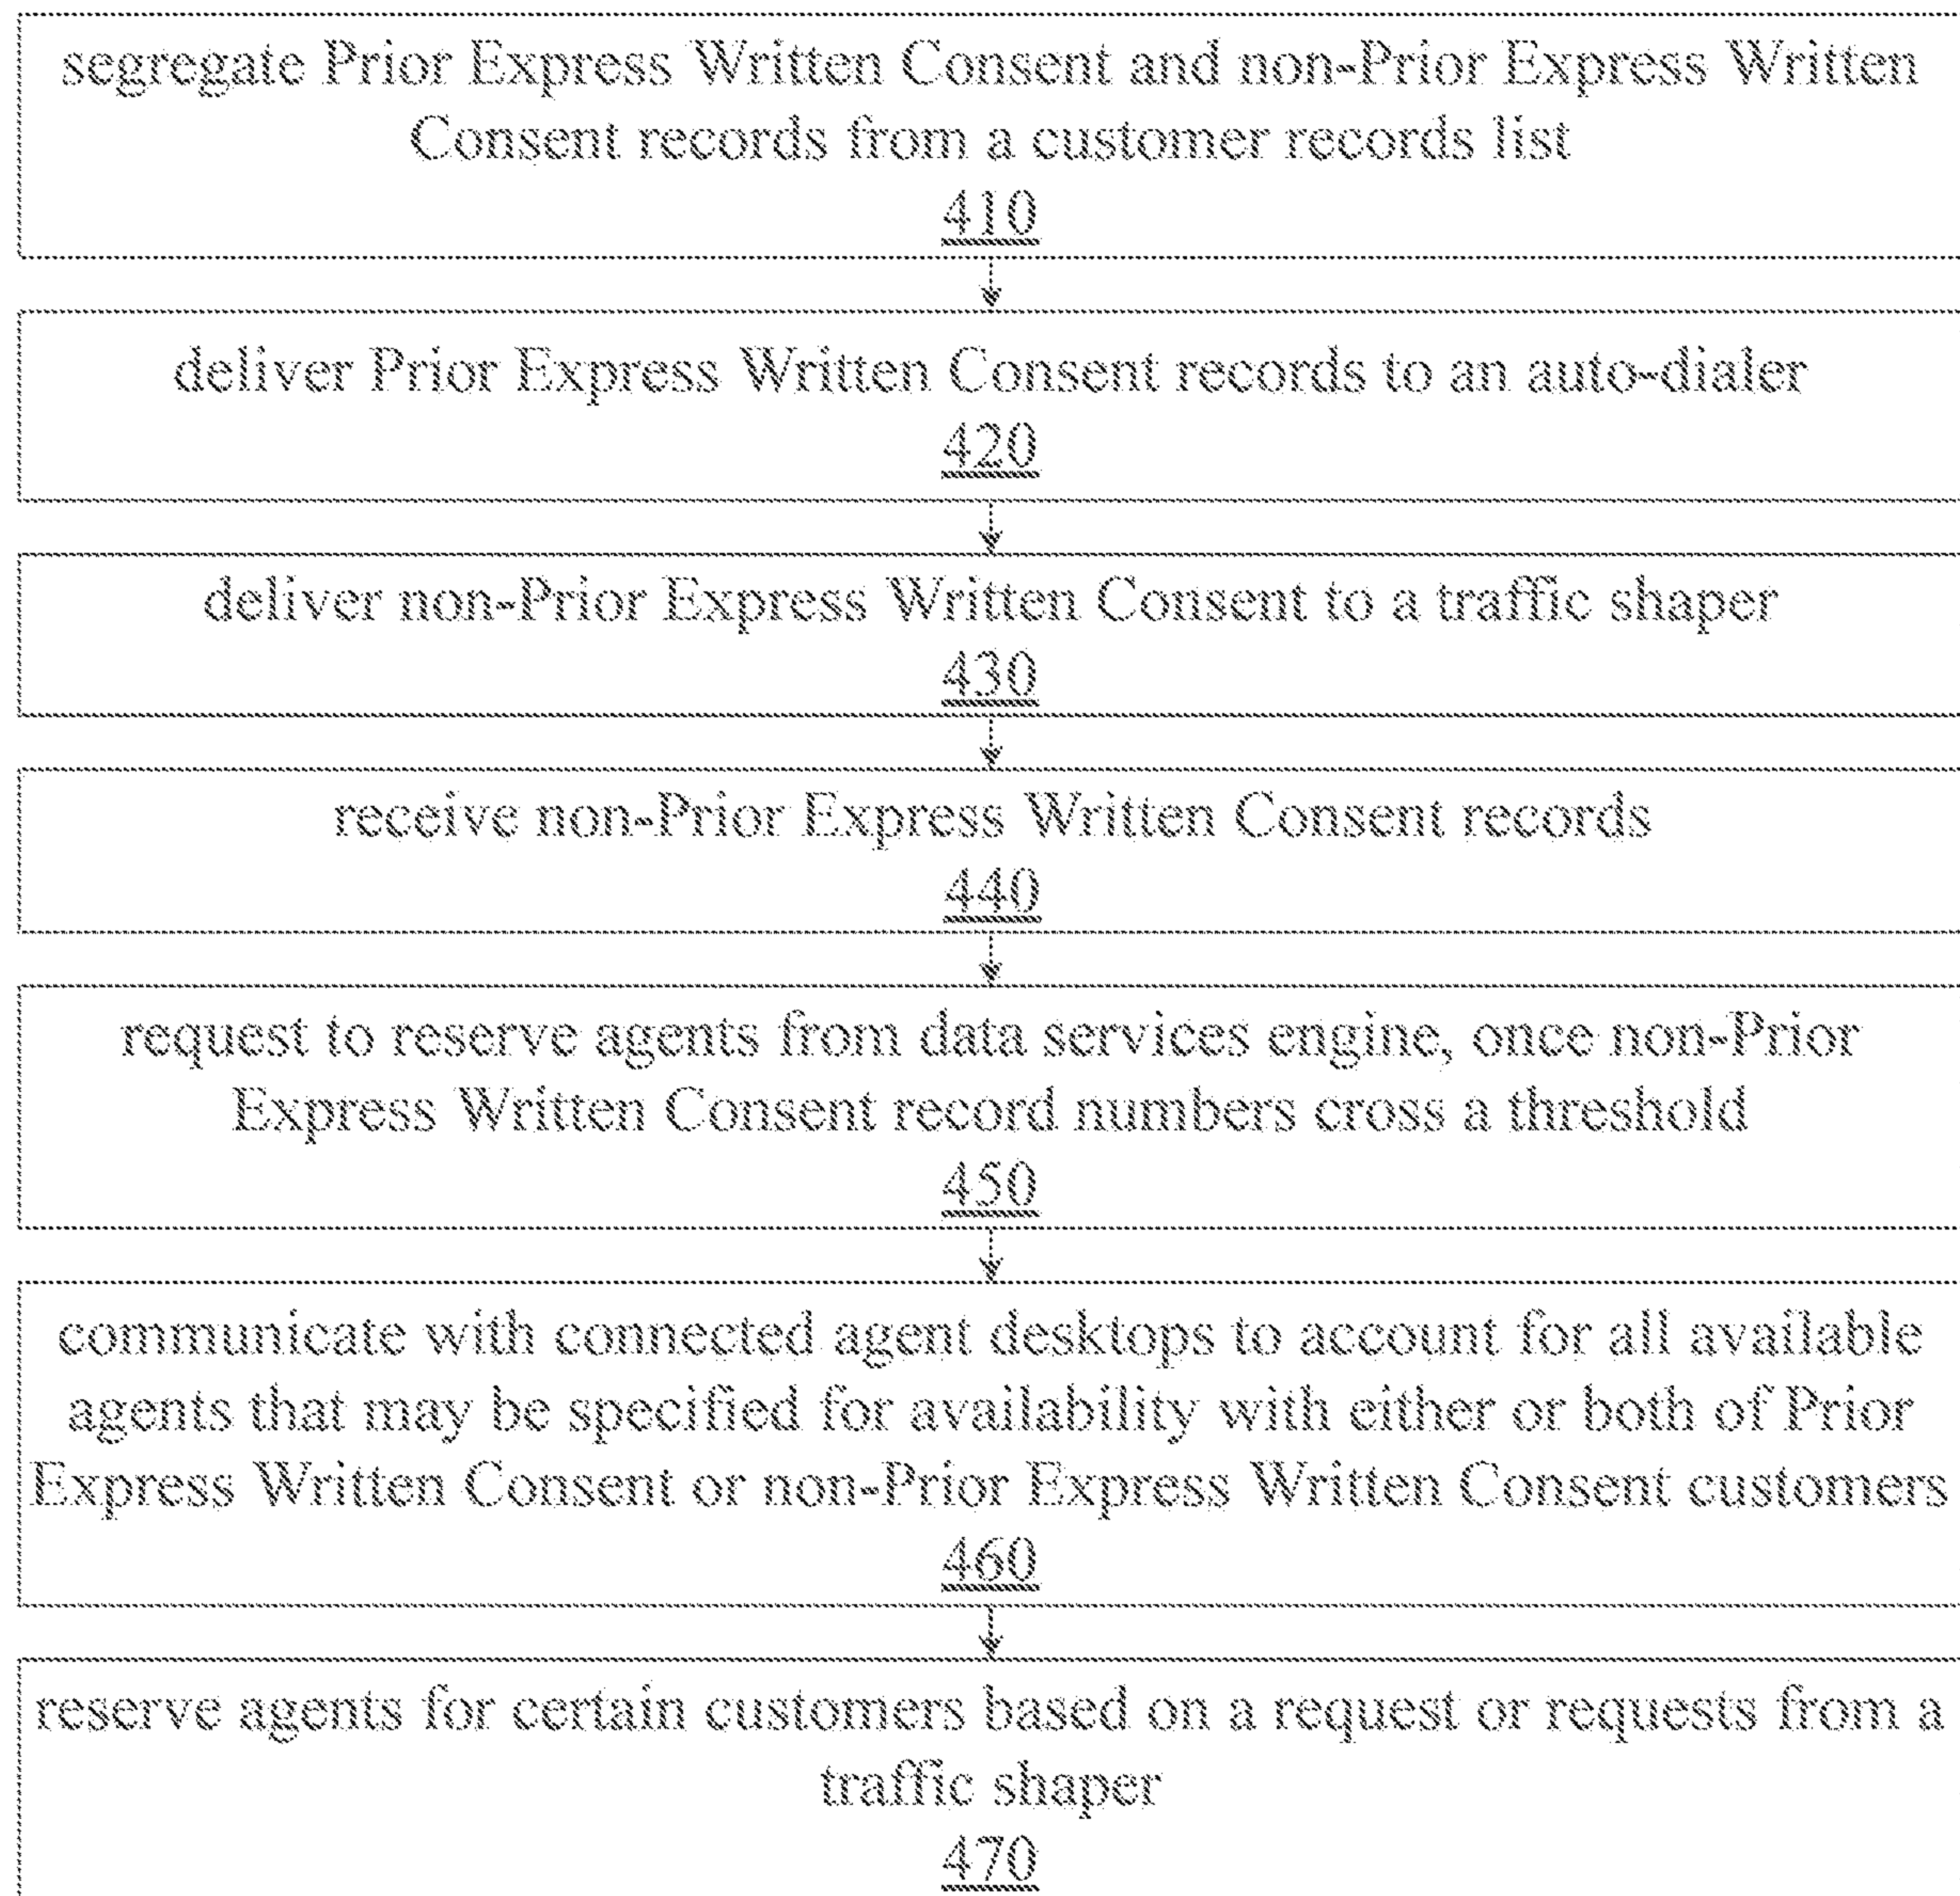 segregate Prior Express Written Consent and non-Prior Express Written
Consent records from a customer records list
410
deliver Prior Express Written Consent records to an auto-dialer
420
deliver non-Prior Express Written Consent to a traffic shaper
430
receive non-Prior Express Written Consent records
440
request to reserve agents from data services engine, once non-Prior
Express Written Consent record numbers cross a threshold
450
communicate with connected agent desktops to account for all available
agents that may be specified for availability with either or both of Prior
Express Written Consent or non-Prior Express Written Consent customers
460
reserve agents for certain customers based on a request or requests from a
traffic shaper
470